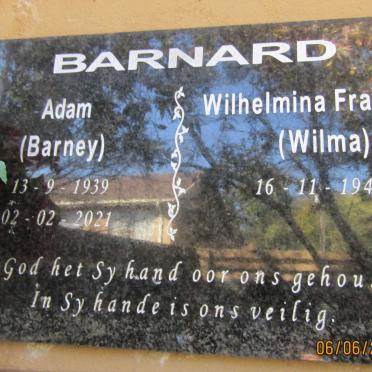 BARNARD
Adam
(Barney)
13-9-1939
02-02-2021
Wilhelmina Fra
(Wilma)
16-11-194
God het Sy hand oor ons gehou.
In Sy hande is ons veilig.
06/06/2